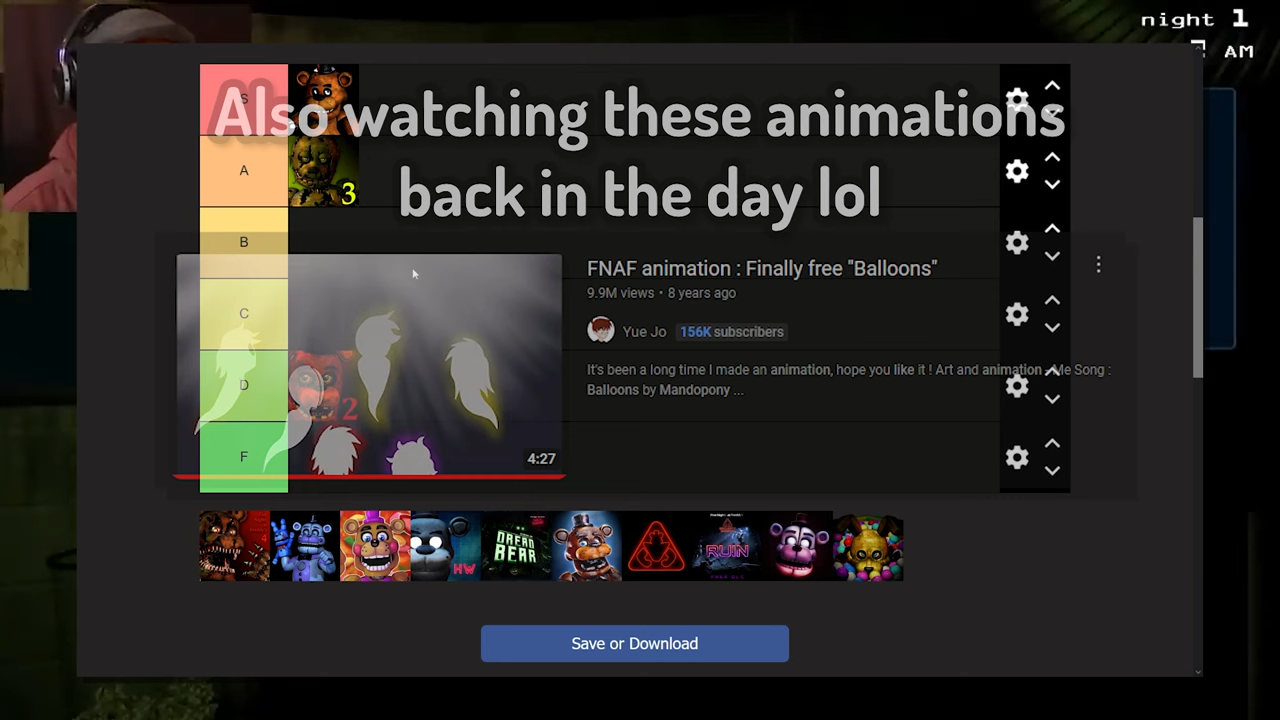 night 1
AM
S
Also watching these animations
back in the day lol
A
3
B
FNAF animation : Finally free "Balloons"
9.9M views • 8 years ago
C
Yue Jo 156K subscribers
It's been a long time I made an animation, hope you like it ! Art and animation - Me Song :
Balloons by Mandopony ...
D
2
F
4:27
4
HW
DREAD
BEAR
RUIN
FREE DLC
Save or Download